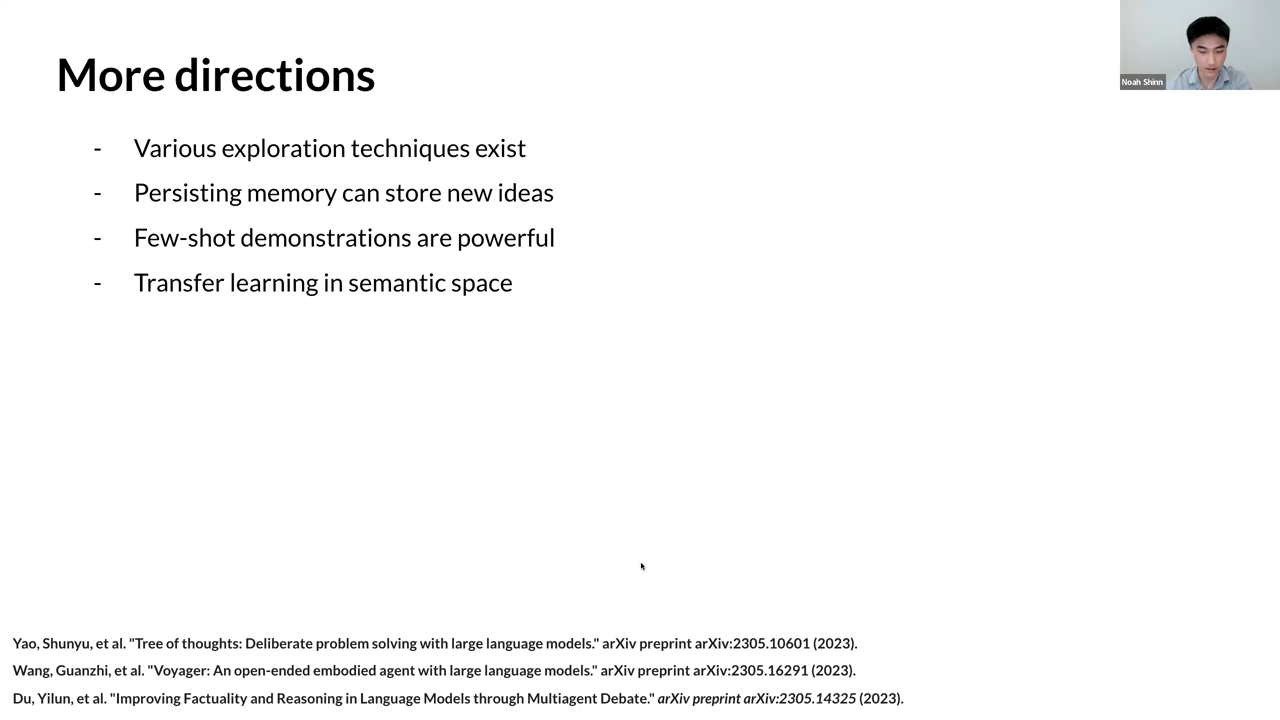 More directions
Noah Shinn
- Various exploration techniques exist
- Persisting memory can store new ideas
- Few-shot demonstrations are powerful
- Transfer learning in semantic space
Yao, Shunyu, et al. "Tree of thoughts: Deliberate problem solving with large language models." arXiv preprint arXiv:2305.10601 (2023).
Wang, Guanzhi, et al. "Voyager: An open-ended embodied agent with large language models." arXiv preprint arXiv:2305.16291 (2023).
Du, Yilun, et al. "Improving Factuality and Reasoning in Language Models through Multiagent Debate." arXiv preprint arXiv:2305.14325 (2023).